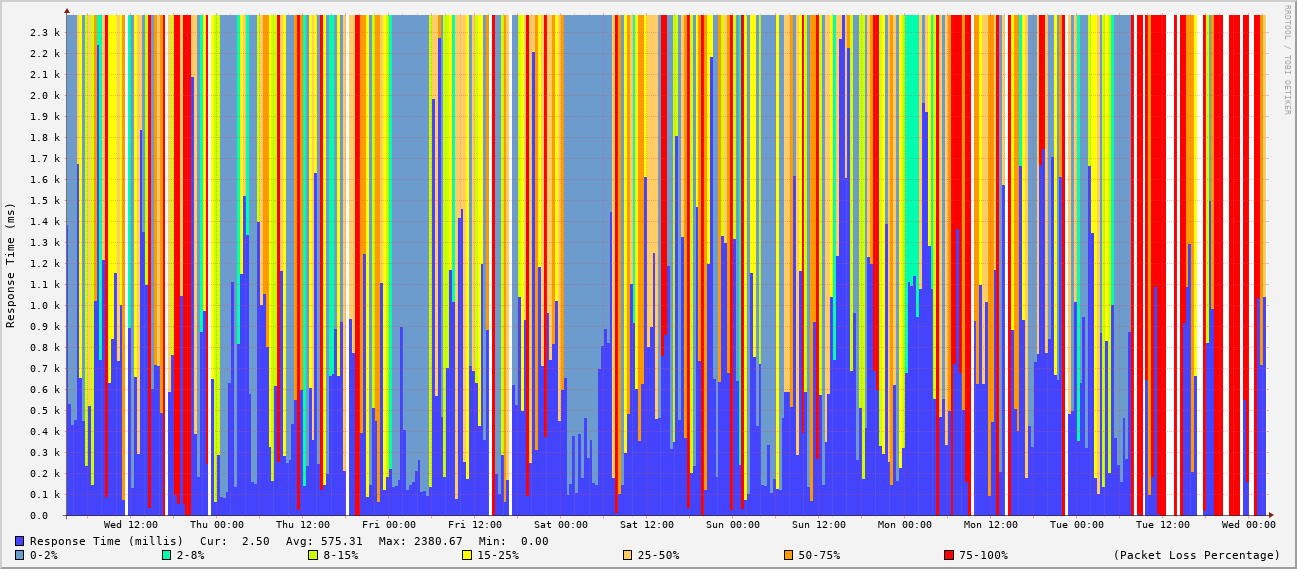 RRDTOOL / TOBI OETIKER
Response Time (ms)
2.3 k
2.2 k
2.1 k
2.0 k
1.9 k
1.8 k
1.7 k
1.6 k
1.5 k
1.4 k
1.3 k
1.2 k
1.1 k
1.0 k
0.9 k
0.8 k
0.7 k
0.6 k
0.5 k
0.4 k
0.3 k
0.2 k
0.1 k
0.0
Wed 12:00 Thu 00:00 Thu 12:00 Fri 00:00 Fri 12:00 Sat 00:00 Sat 12:00 Sun 00:00 Sun 12:00 Mon 00:00 Mon 12:00 Tue 00:00 Tue 12:00 Wed 00:00
Response Time (millis) Cur: 2.50 Avg: 575.31 Max: 2380.67 Min: 0.00
0-2% 2-8% 8-15% 15-25% 25-50% 50-75% 75-100% (Packet Loss Percentage)